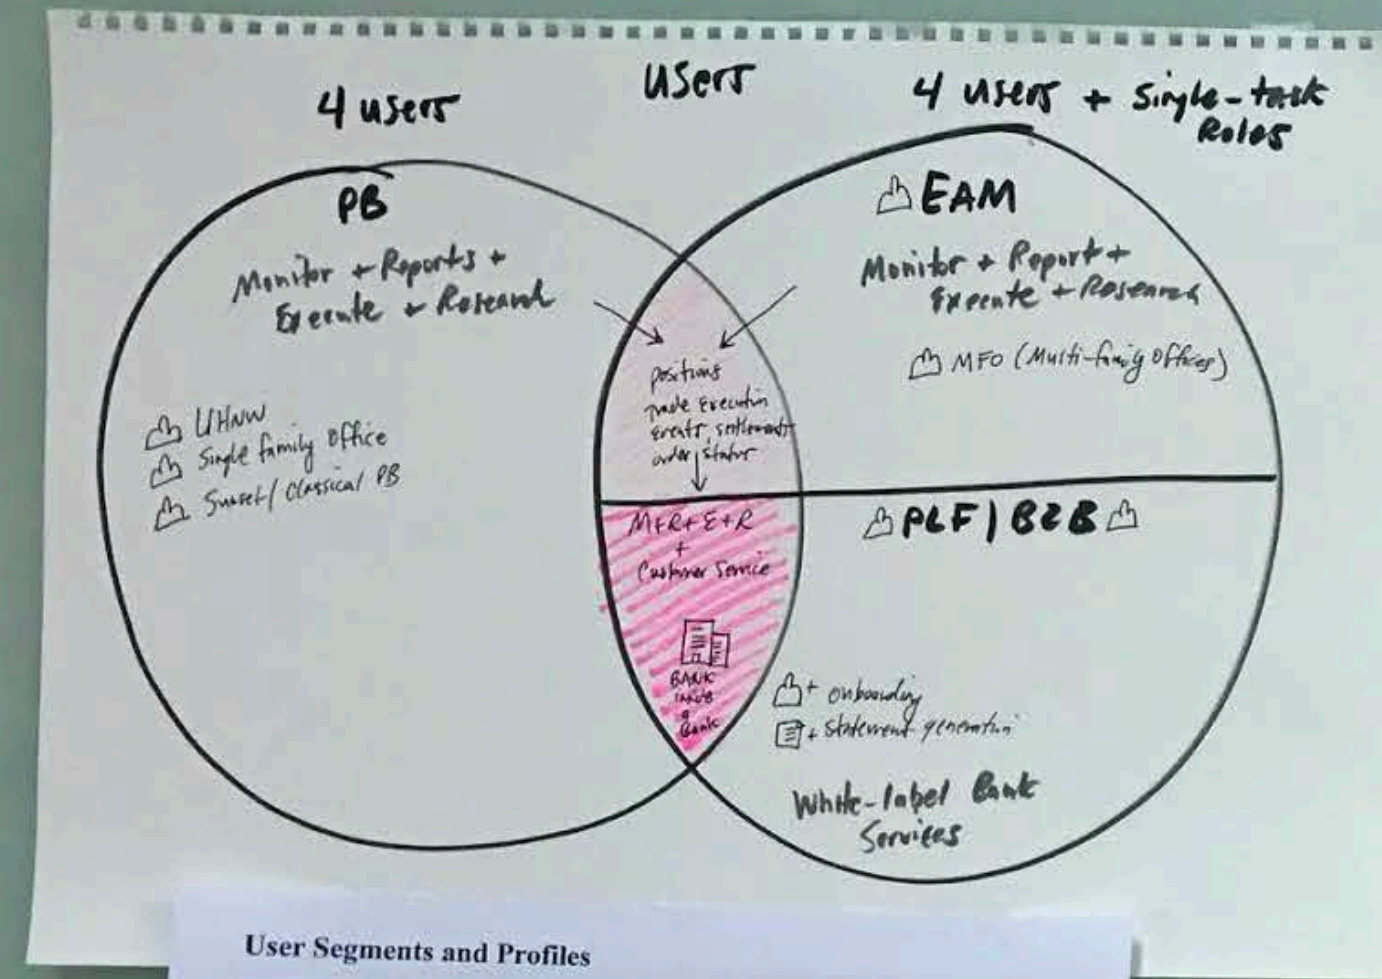 Users
4 users
4 users + Single-task
Roles
PB
Monitor + Reports +
Execute + Research
UHNW
Single family office
Sunset / Classical PB
EAM
Monitor + Report +
Execute + Research
MFO (Multi-family Offices)
positions
trade execution
events, settlements
order status
M+R+E+R
+
Customer Service
BANK
Bank
PLF | B2B
+ onboarding
+ statement generation
White-label Bank
Services
User Segments and Profiles